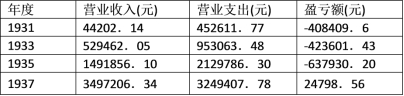 年度 营业收入(元) 营业支出(元) 盈亏额(元)
1931 44202. 14 452611. 77 -408409. 6
1933 529462. 05 953063. 48 -423601. 43
1935 1491856. 10 2129786. 30 -637930. 20
1937 3497206. 34 3249407. 78 24798. 56